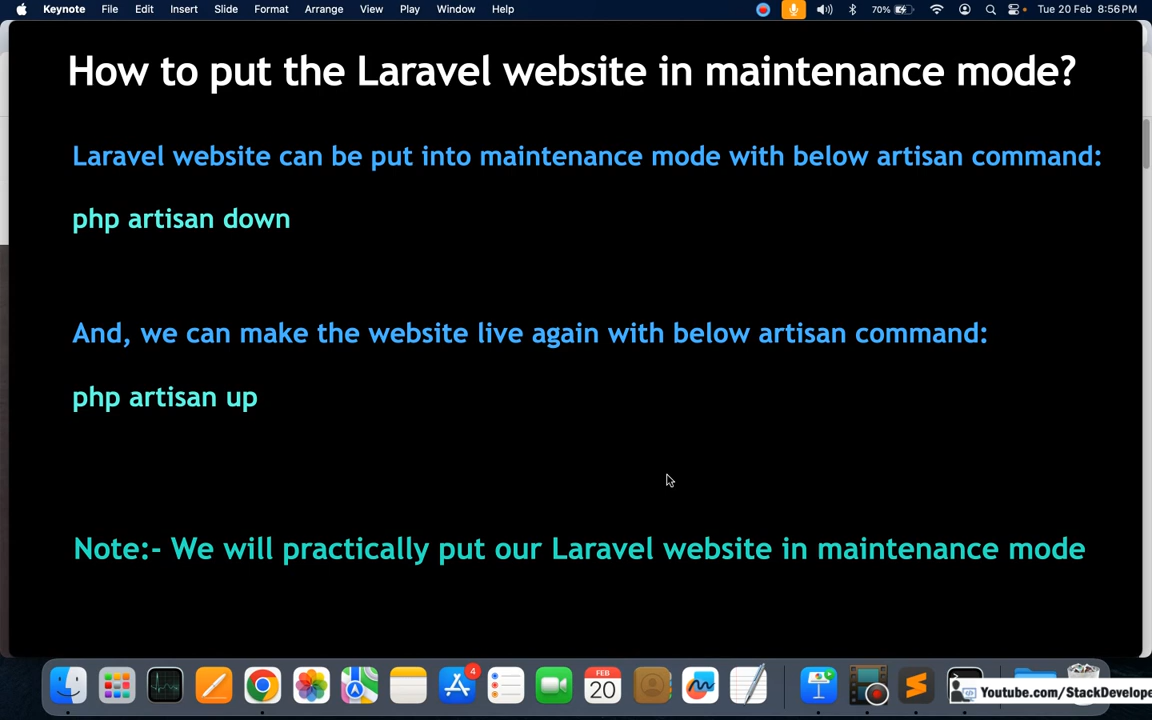 Keynote File Edit Insert Slide Format Arrange View Play Window Help 70% Tue 20 Feb 8:56 PM
How to put the Laravel website in maintenance mode?
Laravel website can be put into maintenance mode with below artisan command:
php artisan down
And, we can make the website live again with below artisan command:
php artisan up
Note:- We will practically put our Laravel website in maintenance mode
4
FEB
20
Youtube.com/StackDevelope